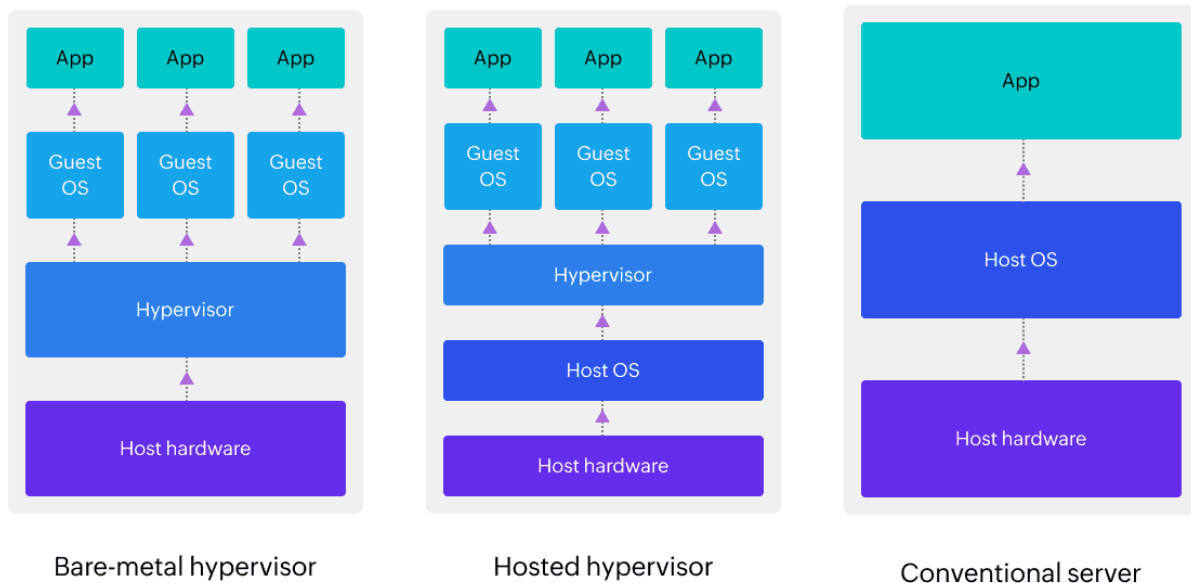 App
App
App
Guest
OS
Guest
OS
Guest
OS
Hypervisor
Host hardware
Bare-metal hypervisor
App
App
App
Guest
OS
Guest
OS
Guest
OS
Hypervisor
Host OS
Host hardware
Hosted hypervisor
App
Host OS
Host hardware
Conventional server